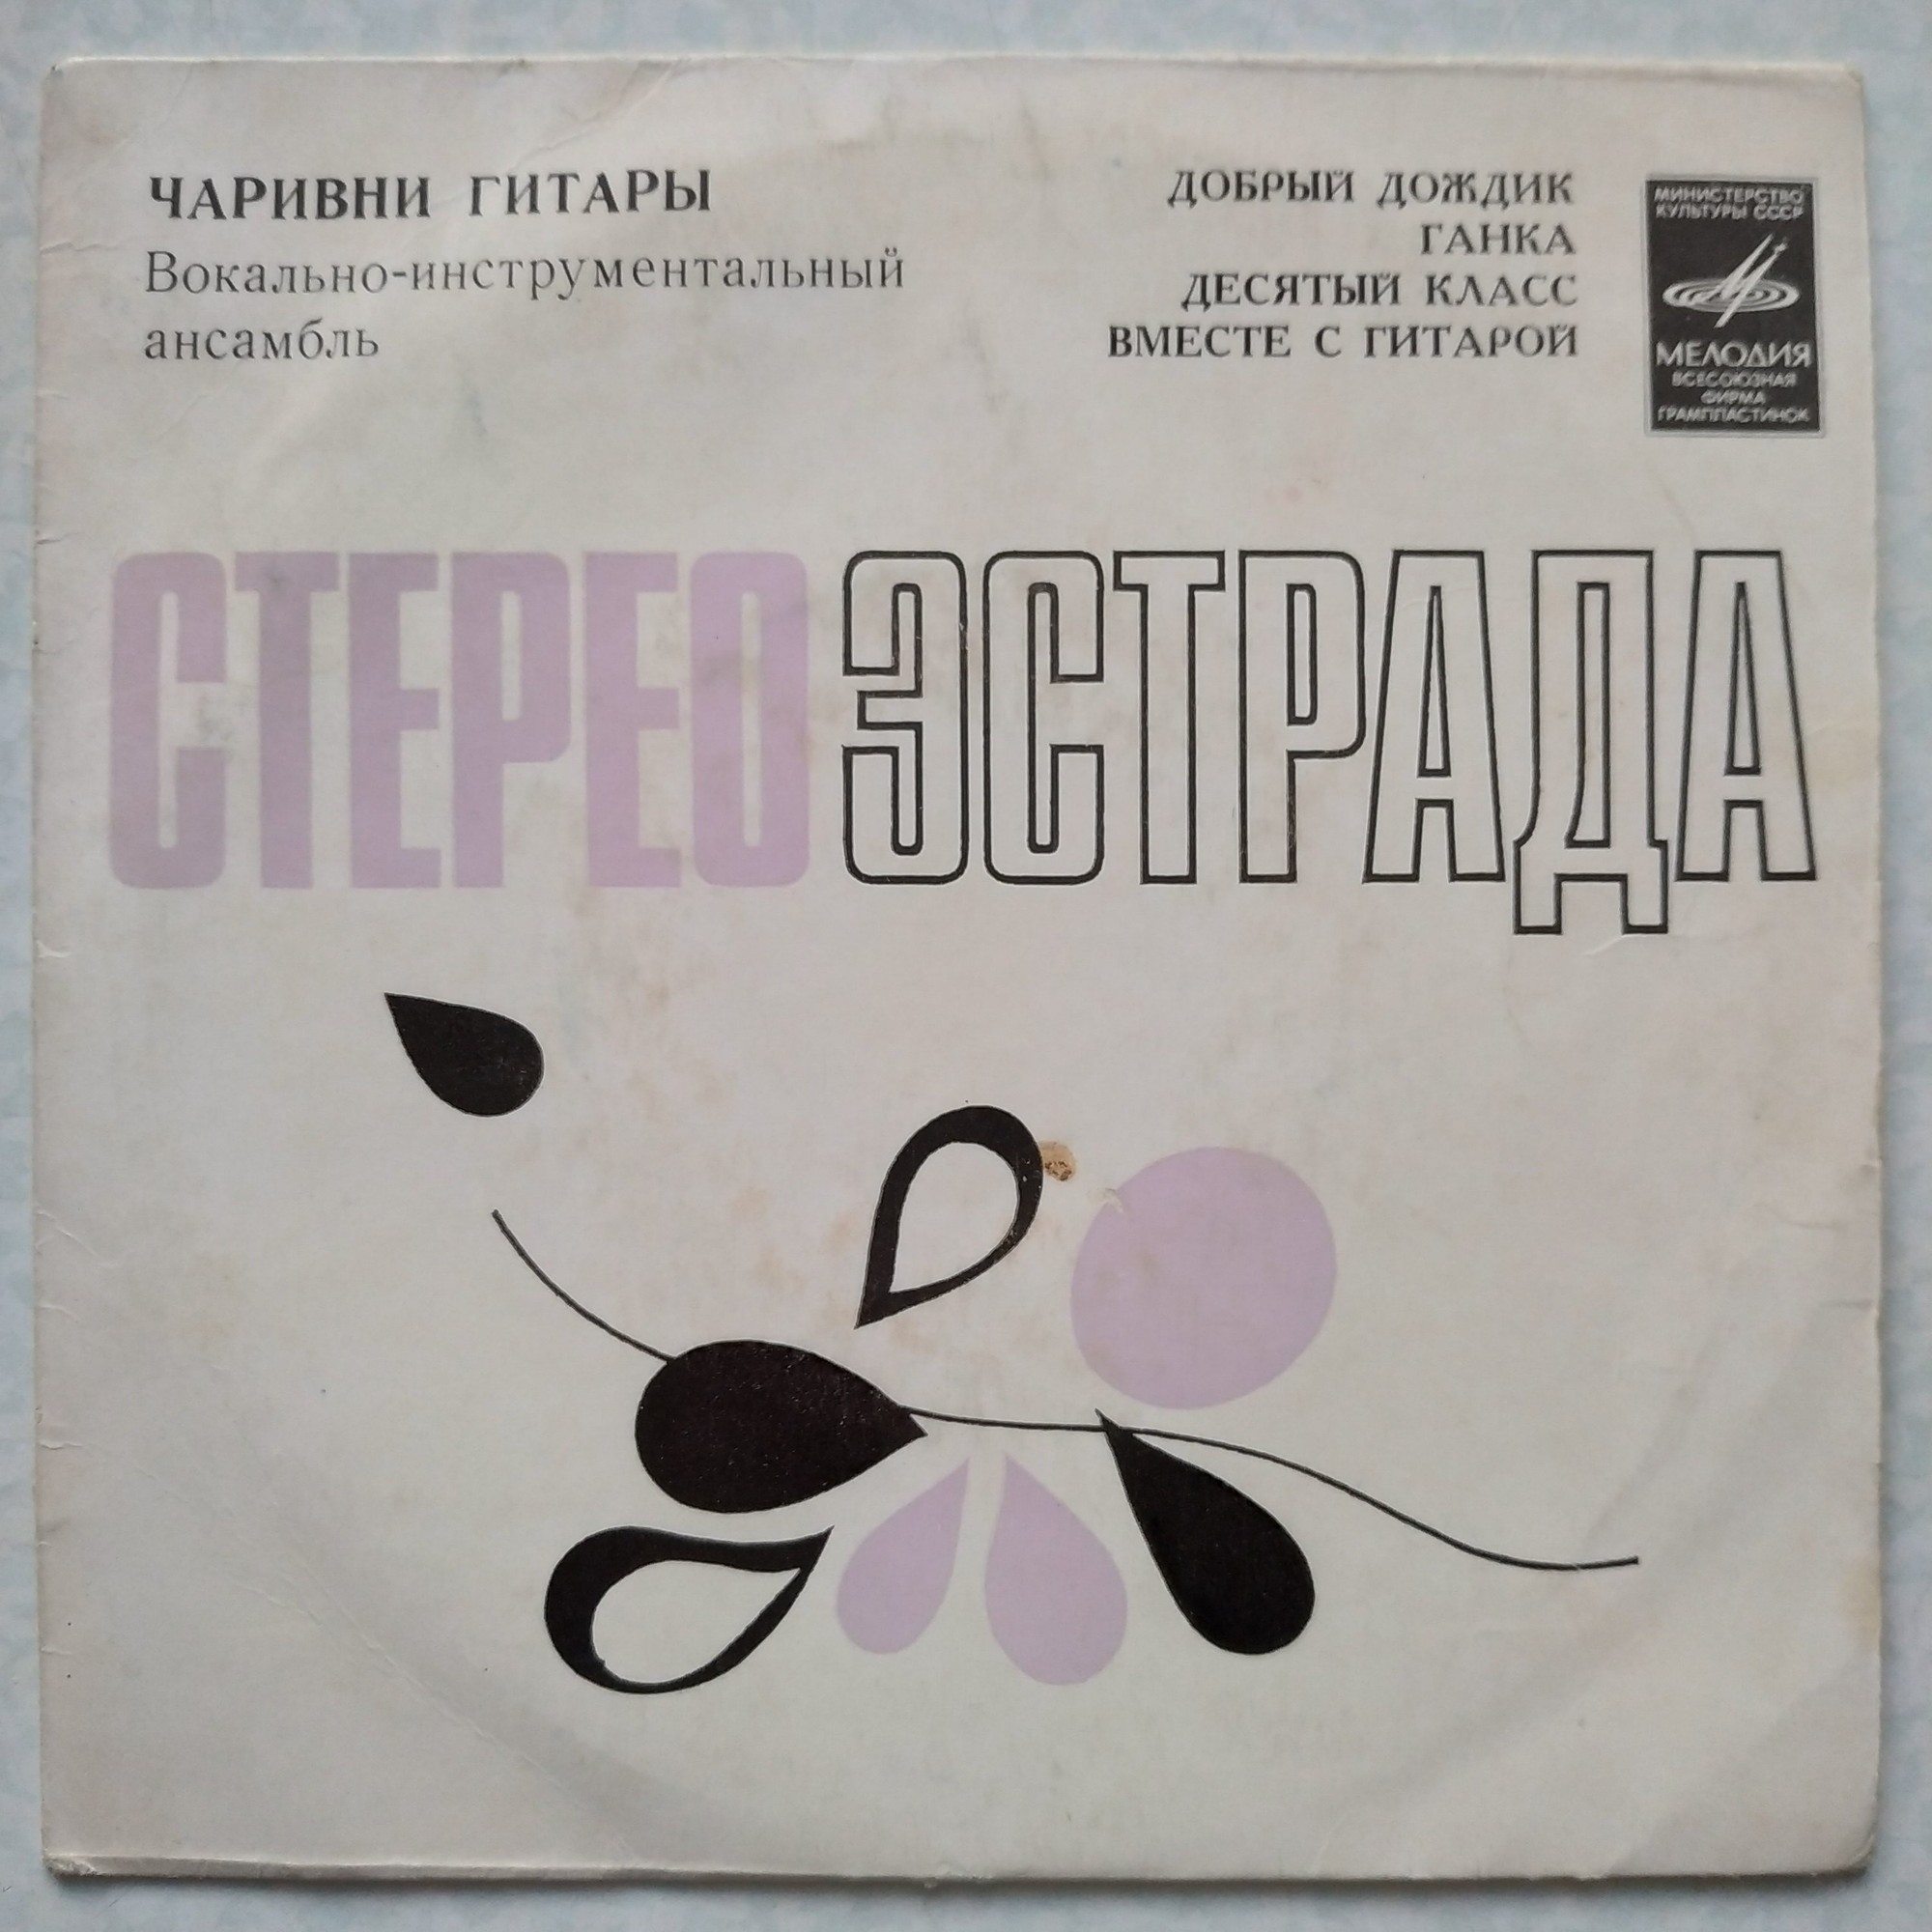 ЧАРИВНИ ГИТАРЫ
Вокально-инструментальный
ансамбль
ДОБРЫЙ ДОЖДИК
ГАНКА
ДЕСЯТЫЙ КЛАСС
ВМЕСТЕ С ГИТАРОЙ
МИНИСТЕРСТВО
КУЛЬТУРЫ СССР
МЕЛОДИЯ
ВСЕСОЮЗНАЯ
ФИРМА
ГРАМПЛАСТИНОК
СТЕРЕО ЭСТРАДА